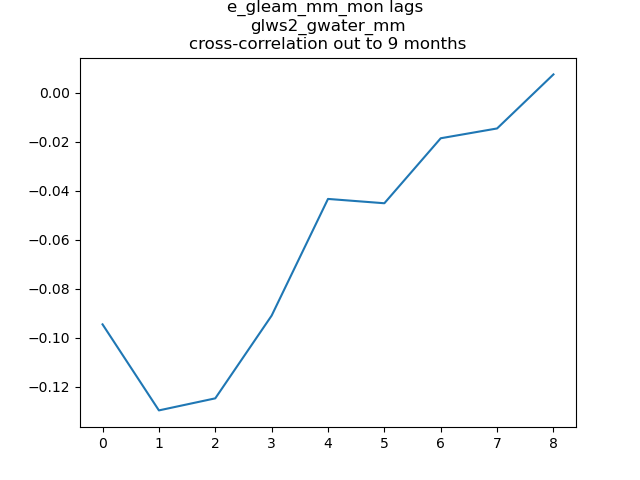 e_gleam_mm_mon lags
glws2_gwater_mm
cross-correlation out to 9 months
0.00
−0.02
−0.04
−0.06
−0.08
−0.10
−0.12
0 1 2 3 4 5 6 7 8